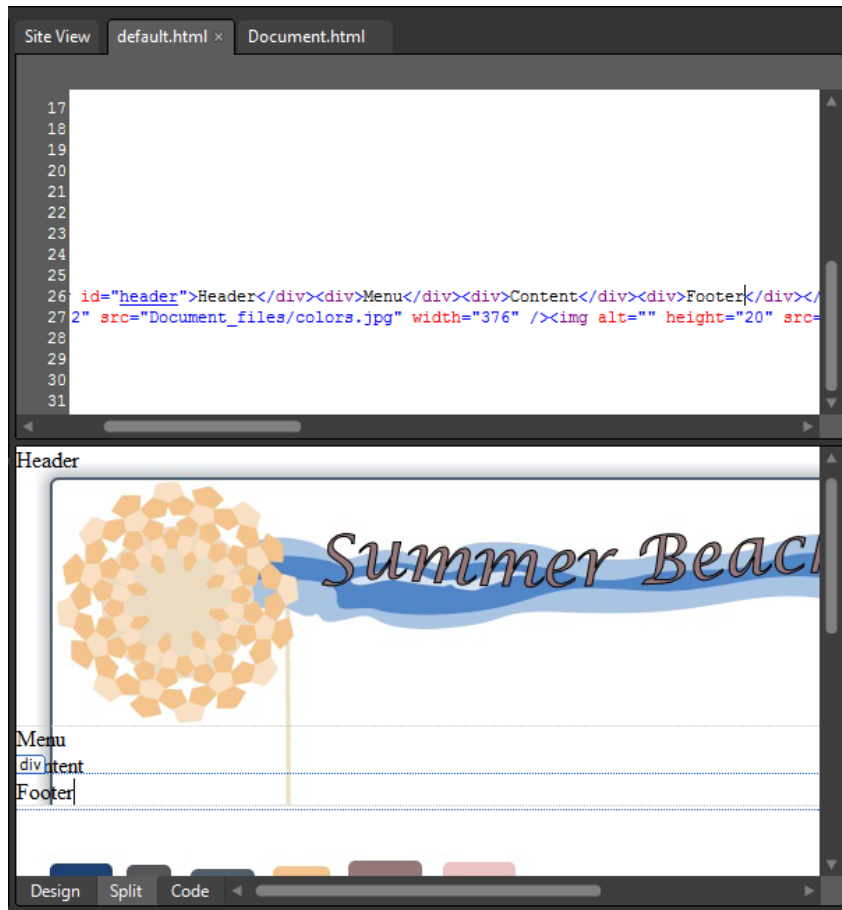 Site View default.html × Document.html
17
18
19
20
21
22
23
24
25
26 id="header">Header</div><div>Menu</div><div>Content</div><div>Footer</div></
27 2" src="Document_files/colors.jpg" width="376" /><img alt="" height="20" src=
28
29
30
31
Header
Summer Beach
Menu
div ntent
Footer
Design Split Code